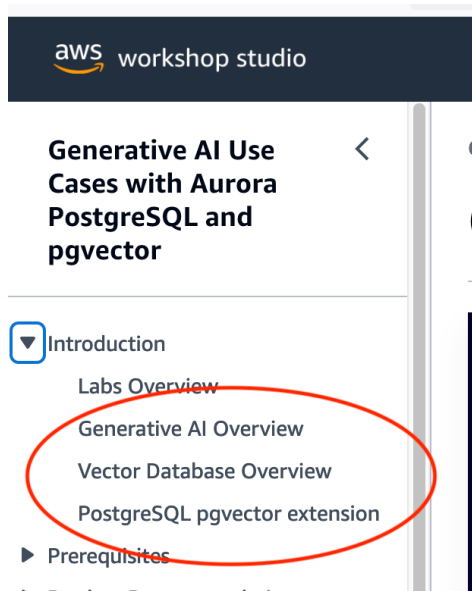 aws workshop studio
Generative AI Use
Cases with Aurora
PostgreSQL and
pgvector
Introduction
Labs Overview
Generative AI Overview
Vector Database Overview
PostgreSQL pgvector extension
Prerequisites